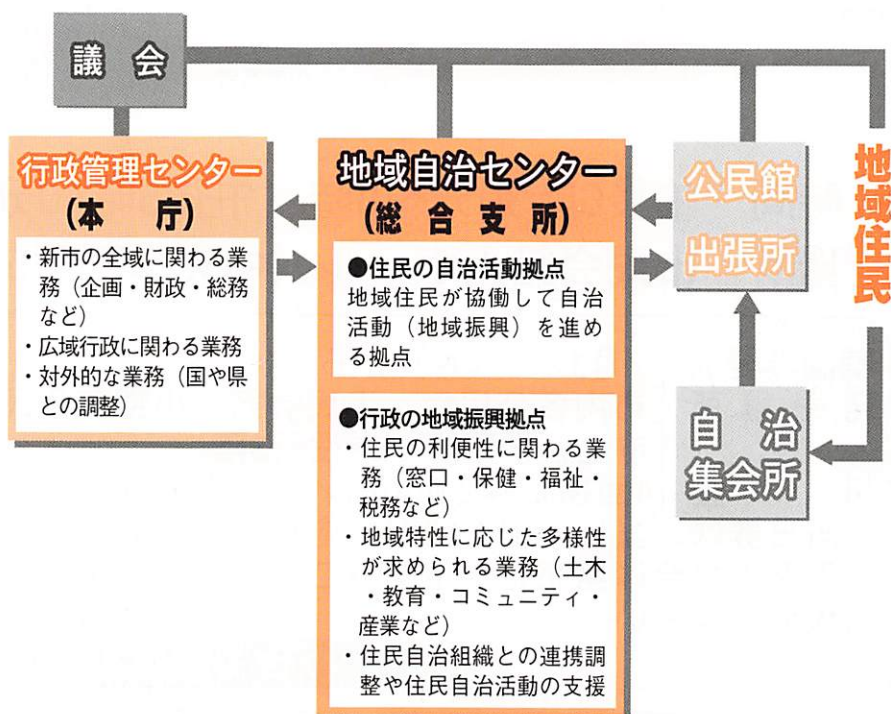 議会
行政管理センター
(本庁)
・新市の全域に関わる業
務(企画・財政・総務
など)
・広域行政に関わる業務
・対外的な業務(国や県
との調整)
地域自治センター
(総合支所)
●住民の自治活動拠点
地域住民が協働して自治
活動(地域振興)を進め
る拠点
●行政の地域振興拠点
・住民の利便性に関わる業
務(窓口・保健・福祉・
税務など)
・地域特性に応じた多様性
が求められる業務(土木
・教育・コミュニティ・
産業など)
・住民自治組織との連携調
整や住民自治活動の支援
公民館
出張所
自治
集会所
地域住民